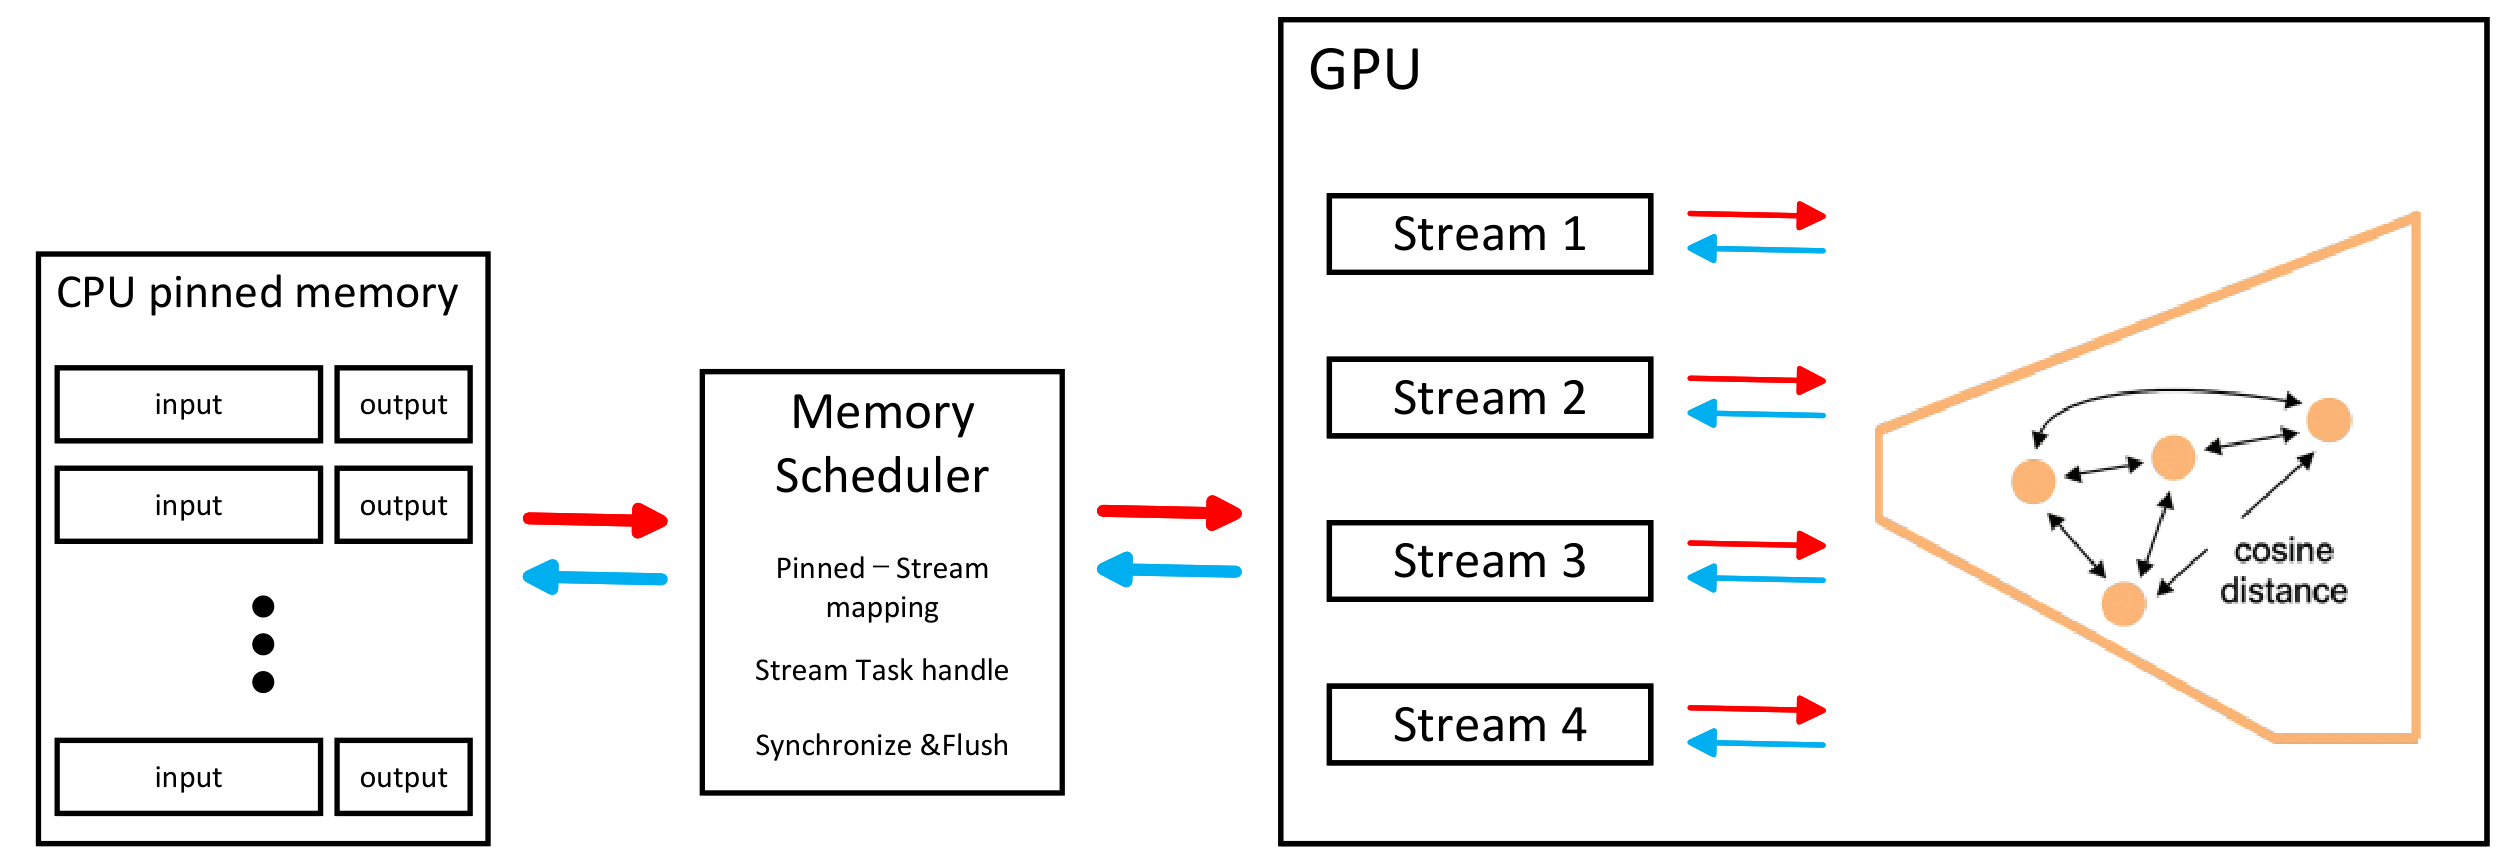 GPU
CPU pinned memory
input output
input output
input output
Memory
Scheduler
Pinned – Stream
mapping
Stream Task handle
Synchronize &Flush
Stream 1
Stream 2
Stream 3
Stream 4
cosine
distance